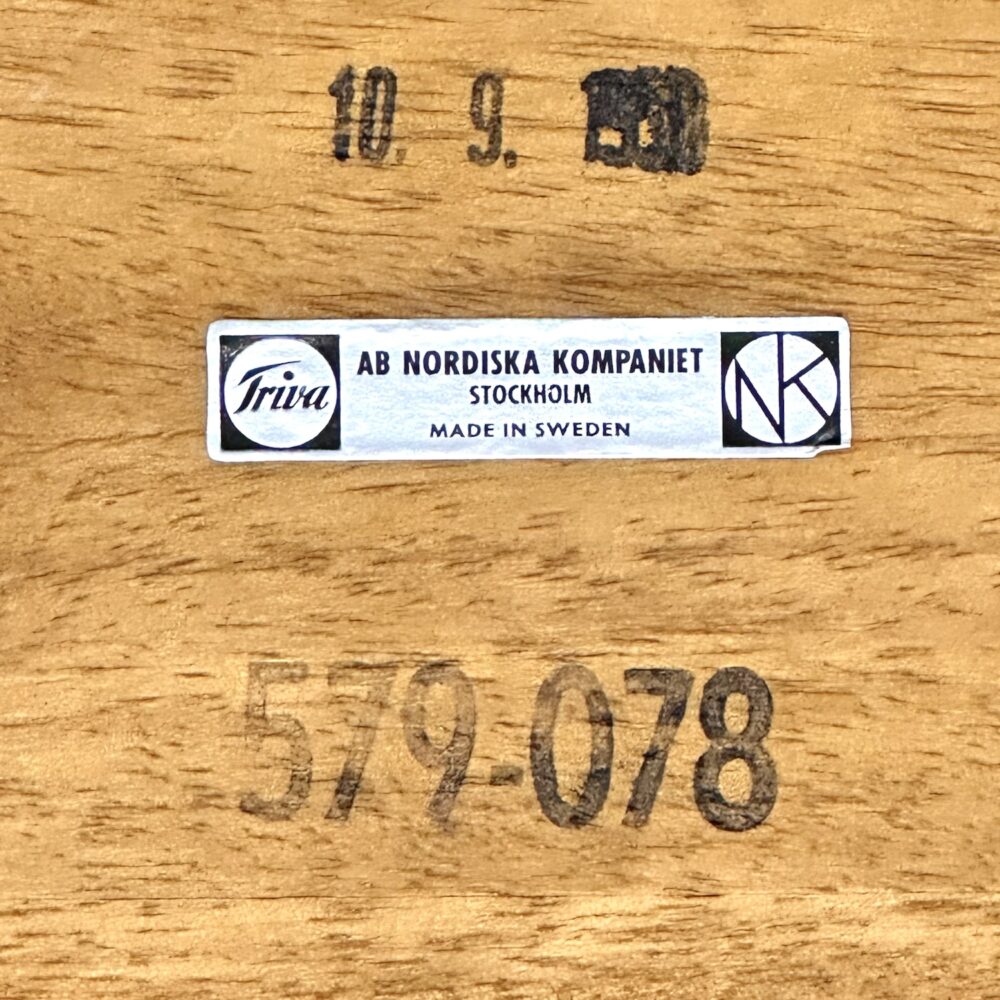 10. 9.
Triva
AB NORDISKA KOMPANIET
STOCKHOLM
MADE IN SWEDEN
NK
579-078